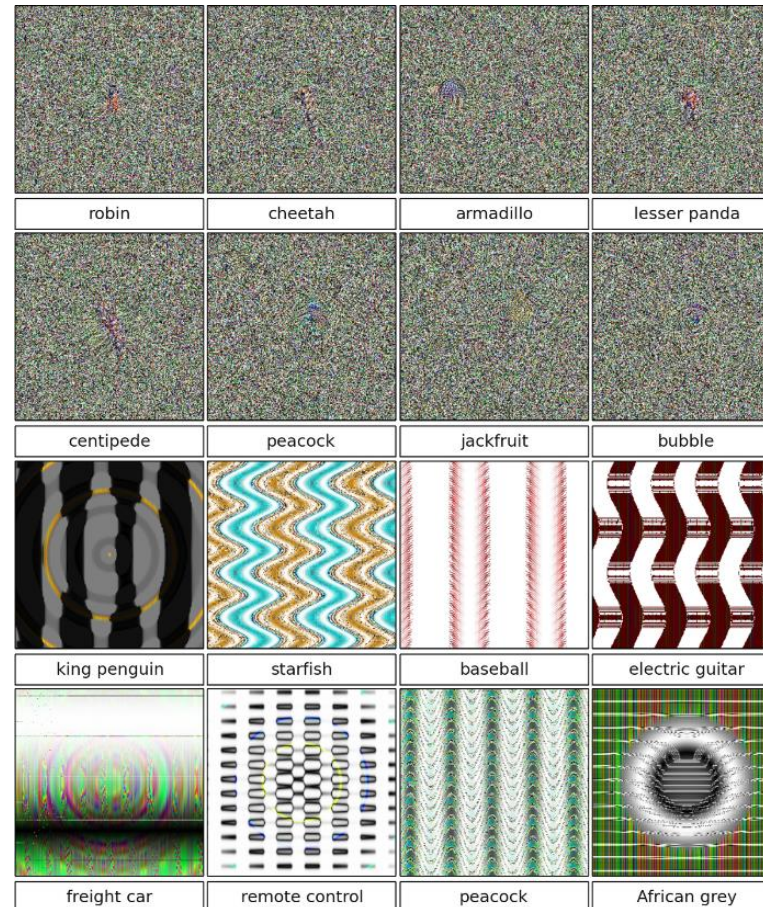 robin
cheetah
armadillo
lesser panda
centipede
peacock
jackfruit
bubble
king penguin
starfish
baseball
electric guitar
freight car
remote control
peacock
African grey